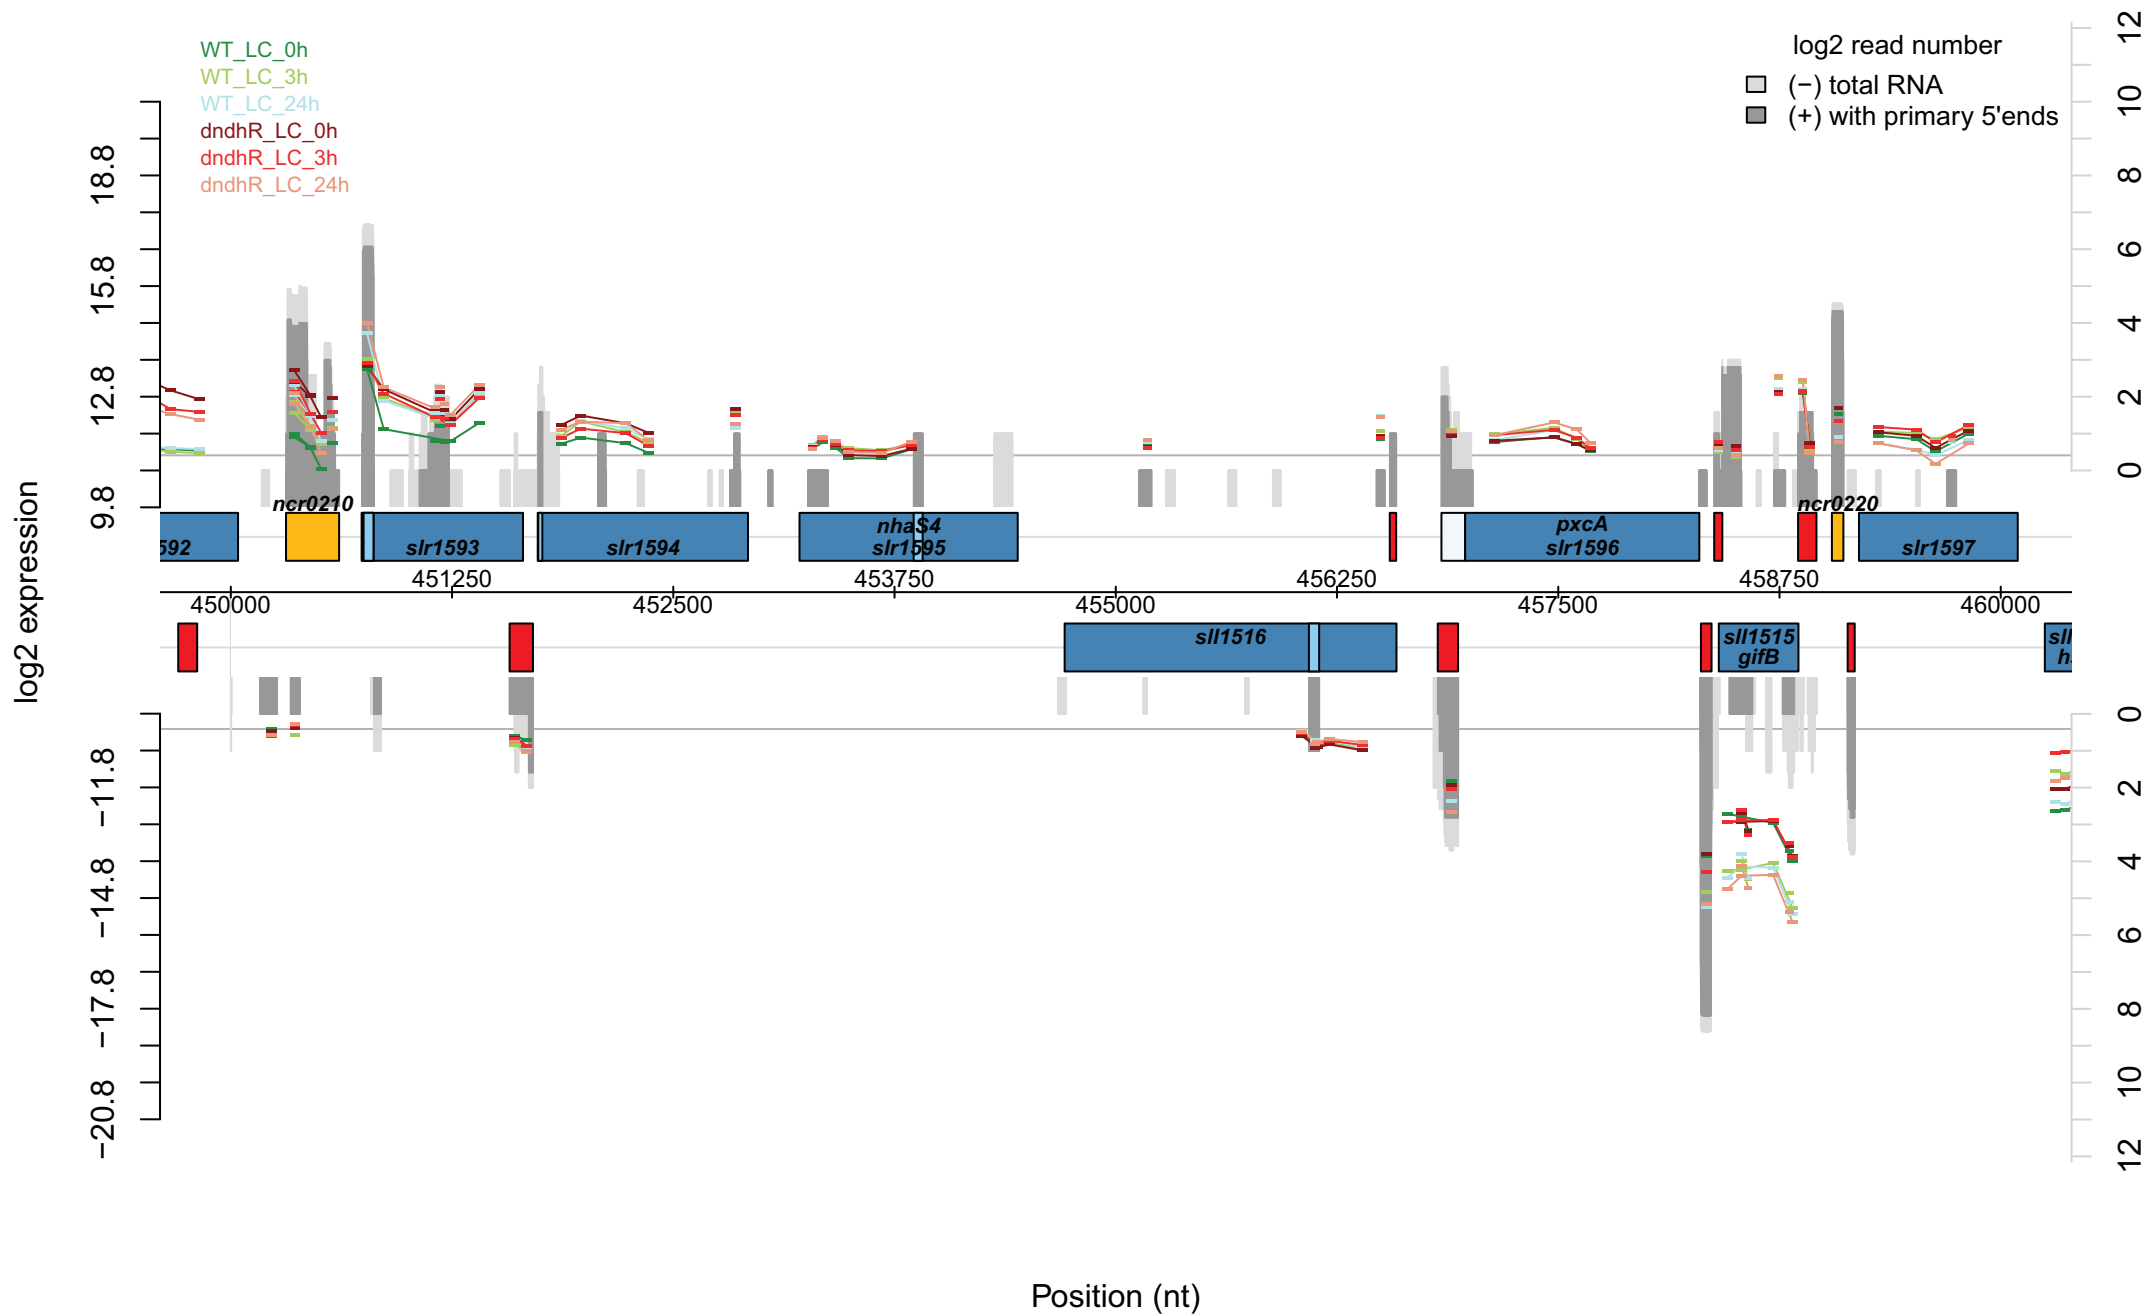 WT_LC_0h
WT_LC_3h
WT_LC_24h
dndhR_LC_0h
dndhR_LC_3h
dndhR_LC_24h
log2 read number
(−) total RNA
(+) with primary 5'ends
log2 expression
18.8
15.8
12.8
9.8
12
10
8
6
4
2
0
ncr0210
nhaS4
pxcA
ncr0220
592
slr1593
slr1594
slr1595
slr1596
slr1597
451250
453750
456250
458750
450000
452500
455000
457500
460000
sll1516
sll1515
gifB
sll
h
−11.8
−14.8
−17.8
−20.8
0
2
4
6
8
10
12
Position (nt)